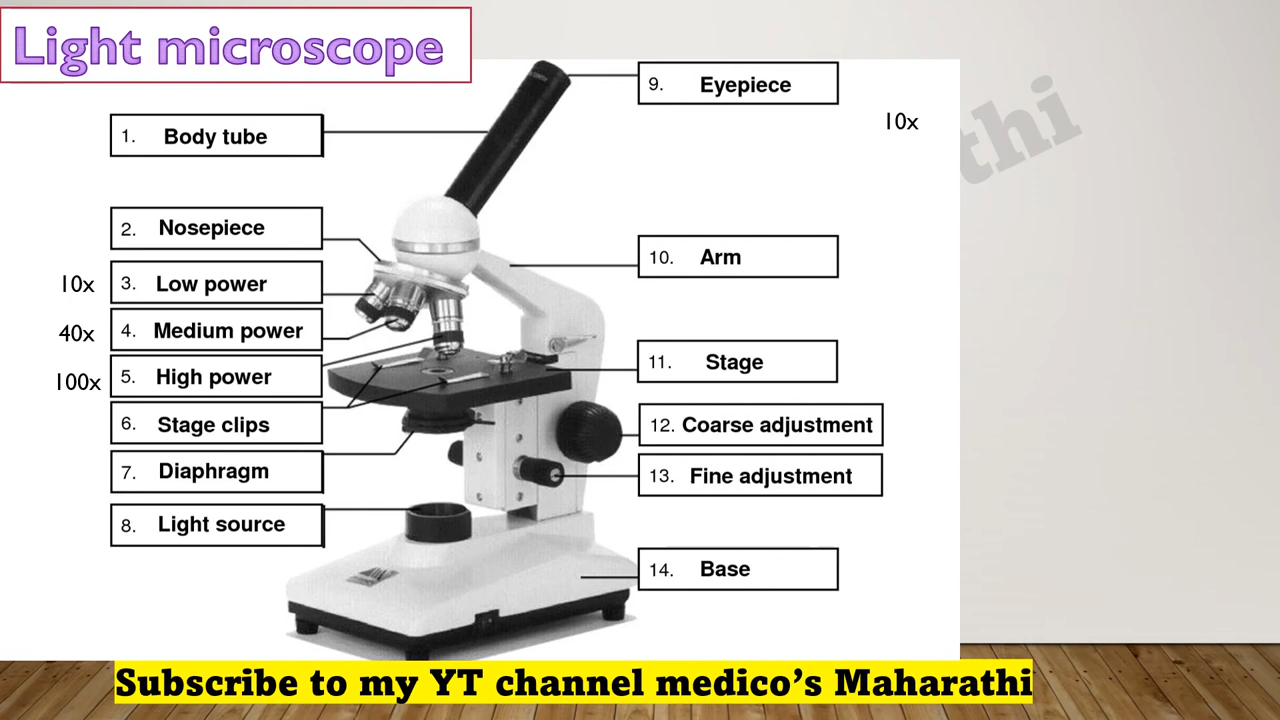 Light microscope
9. Eyepiece
10x
thi
1. Body tube
2. Nosepiece
10x 3. Low power
40x 4. Medium power
100x 5. High power
6. Stage clips
7. Diaphragm
8. Light source
10. Arm
11. Stage
12. Coarse adjustment
13. Fine adjustment
14. Base
Subscribe to my YT channel medico’s Maharathi